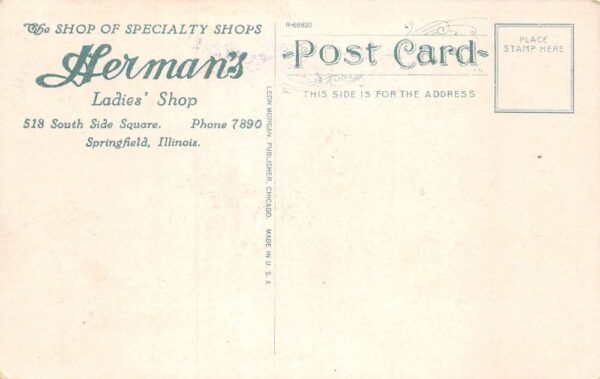 The SHOP OF SPECIALTY SHOPS
Herman's
Ladies' Shop
518 South Side Square. Phone 7890
Springfield, Illinois.
R-68820
Post Card
THIS SIDE IS FOR THE ADDRESS
PLACE
STAMP HERE
LEON MORGAN, PUBLISHER, CHICAGO. MADE IN U. S. A